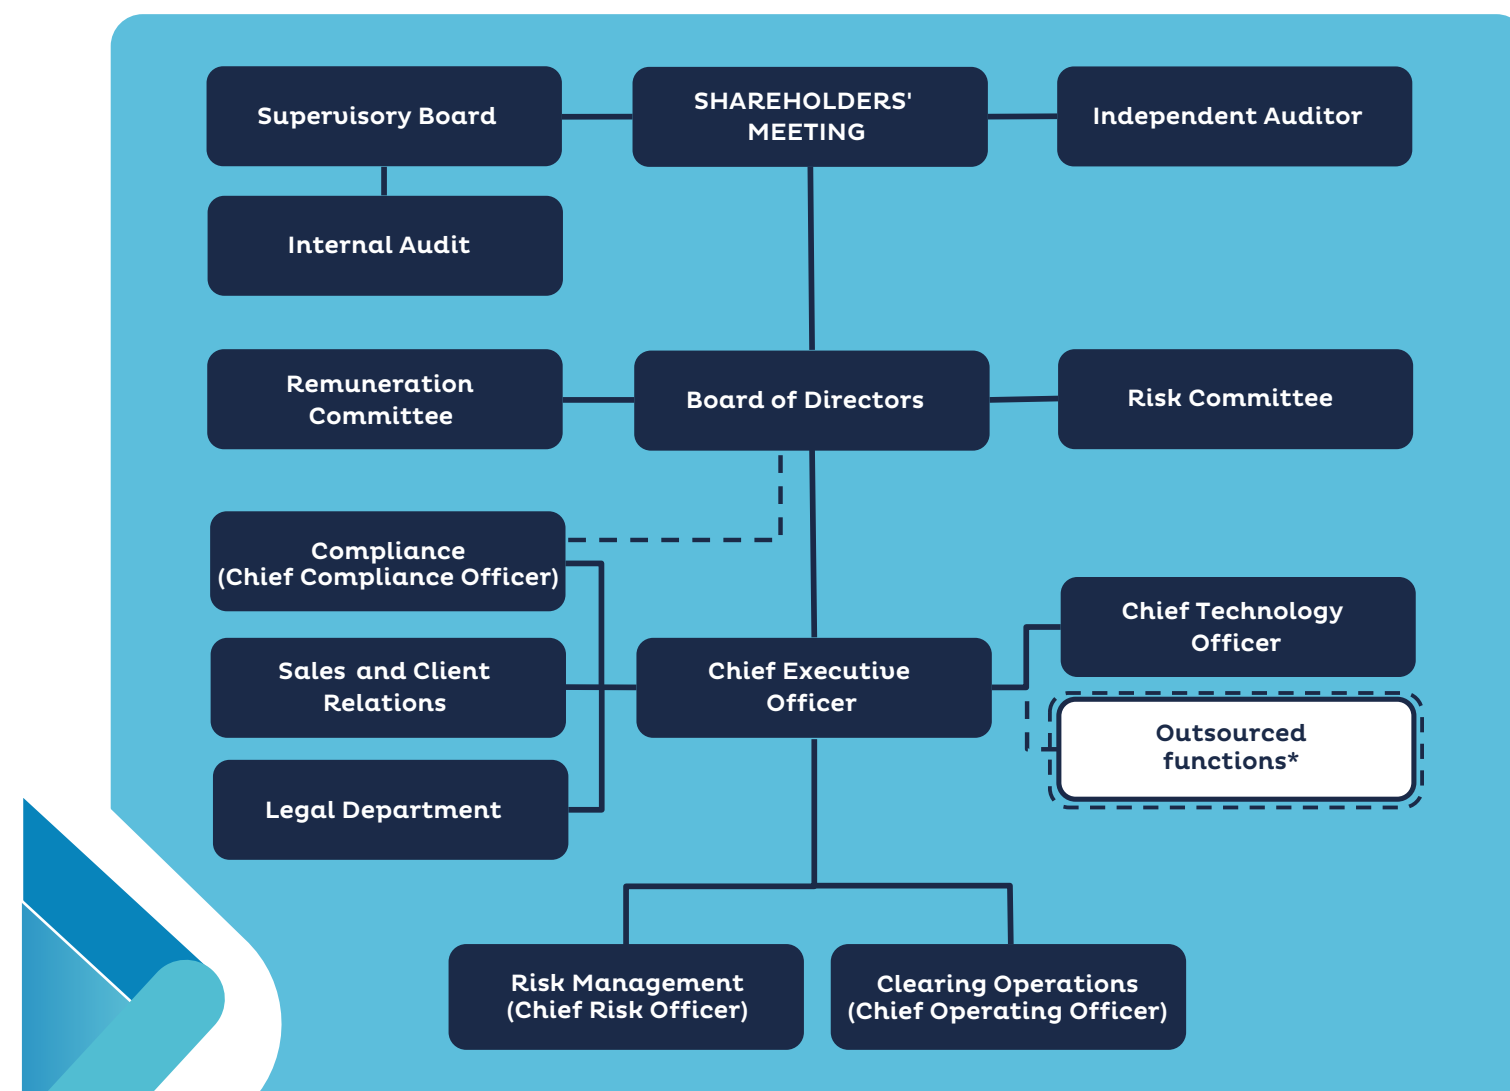 Supervisory Board
SHAREHOLDERS'
MEETING
Independent Auditor
Internal Audit
Remuneration
Committee
Board of Directors
Risk Committee
Compliance
(Chief Compliance Officer)
Chief Technology
Officer
Sales and Client
Relations
Chief Executive
Officer
Outsourced
functions*
Legal Department
Risk Management
(Chief Risk Officer)
Clearing Operations
(Chief Operating Officer)